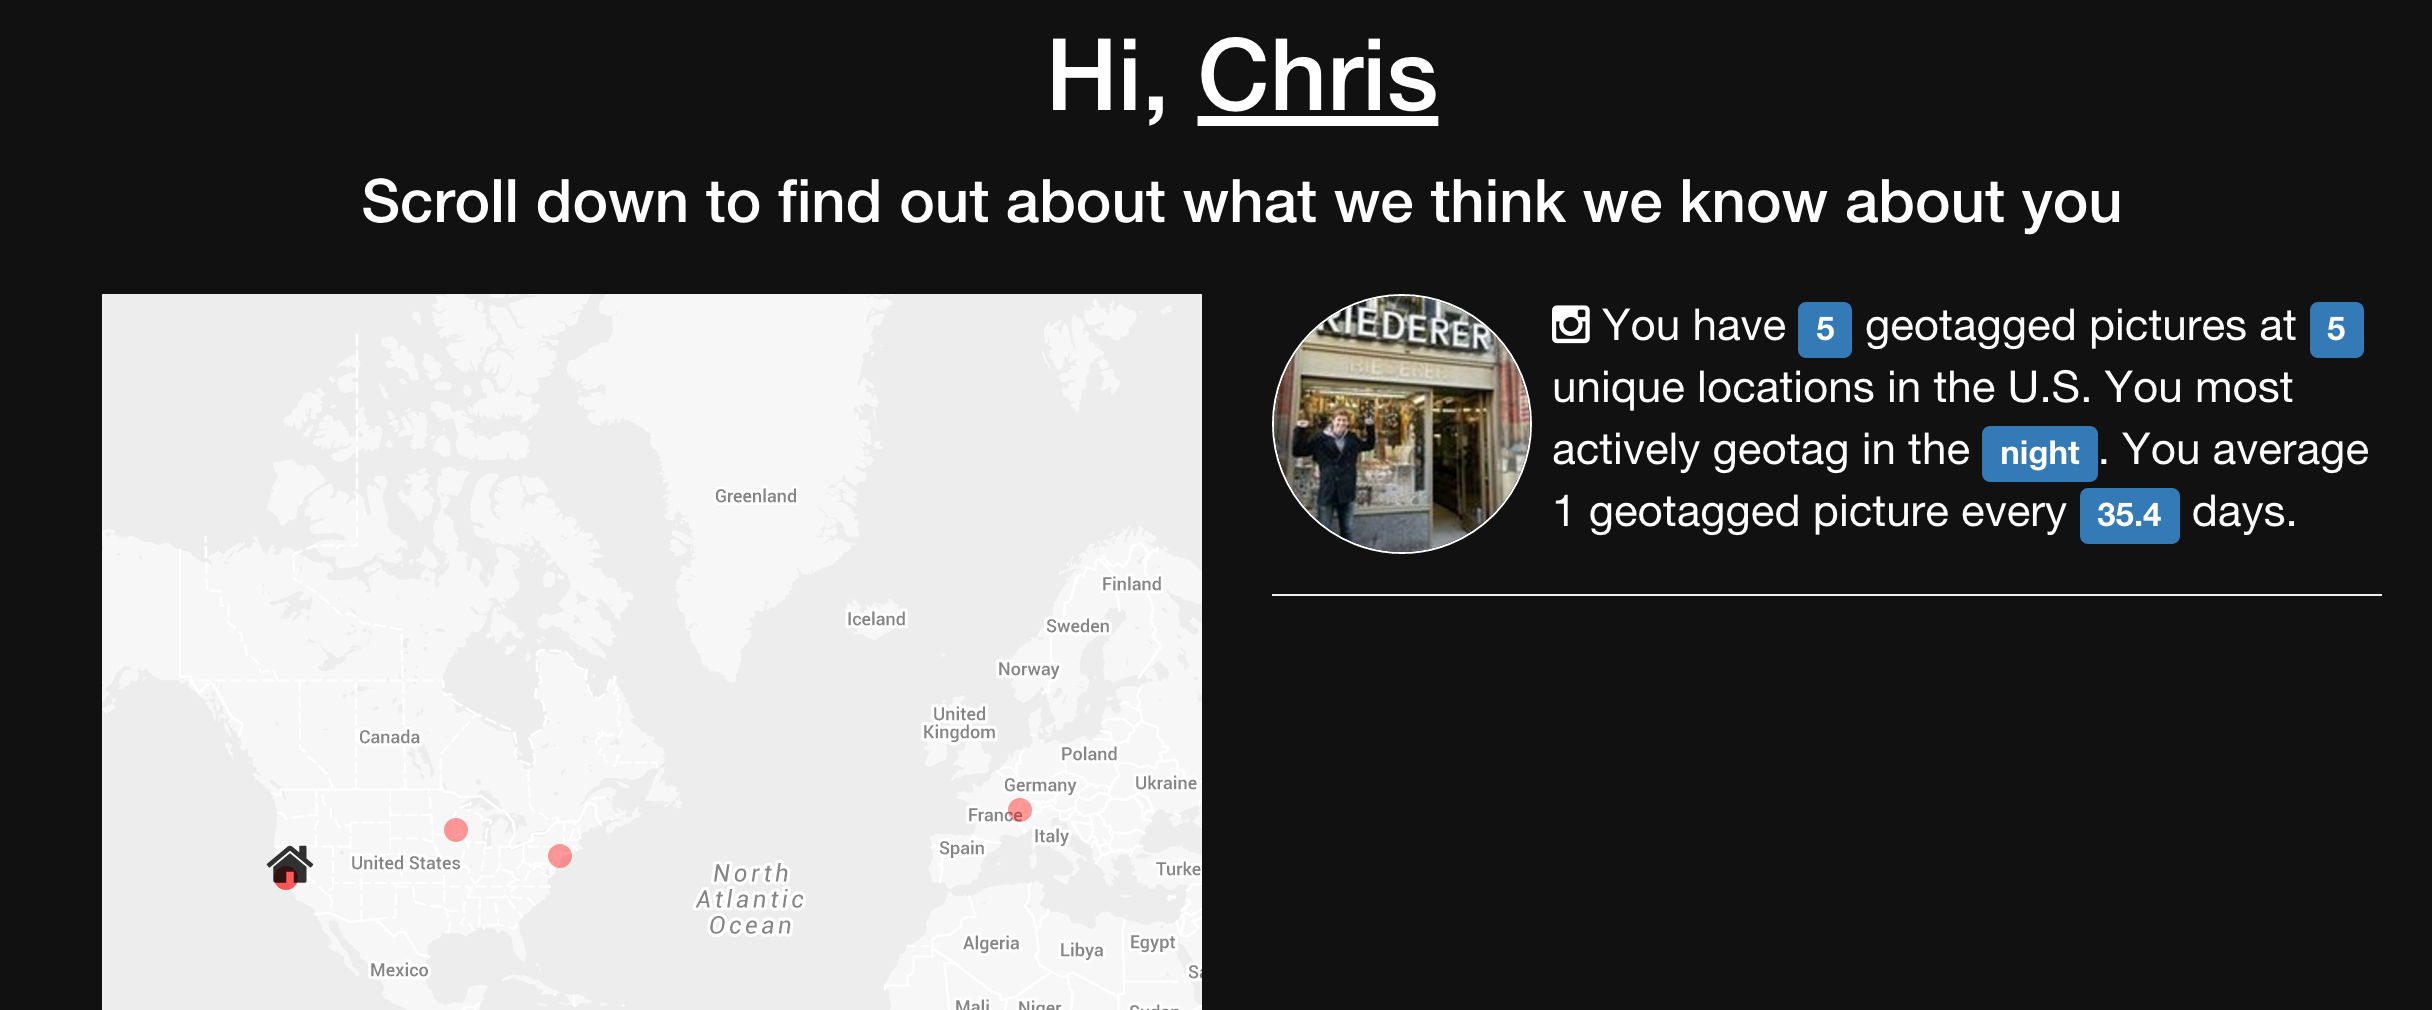 Hi, Chris
Scroll down to find out about what we think we know about you
RIEDERER
You have 5 geotagged pictures at 5
unique locations in the U.S. You most
actively geotag in the night. You average
1 geotagged picture every 35.4 days.
Greenland
Finland
Iceland
Sweden
Norway
United
Kingdom
Canada
Poland
Germany
Ukraine
France
Italy
Spain
United States
Turke
North
Atlantic
Ocean
Algeria
Libya
Egypt
Mexico
Sa
Mali
Niger
Sudan